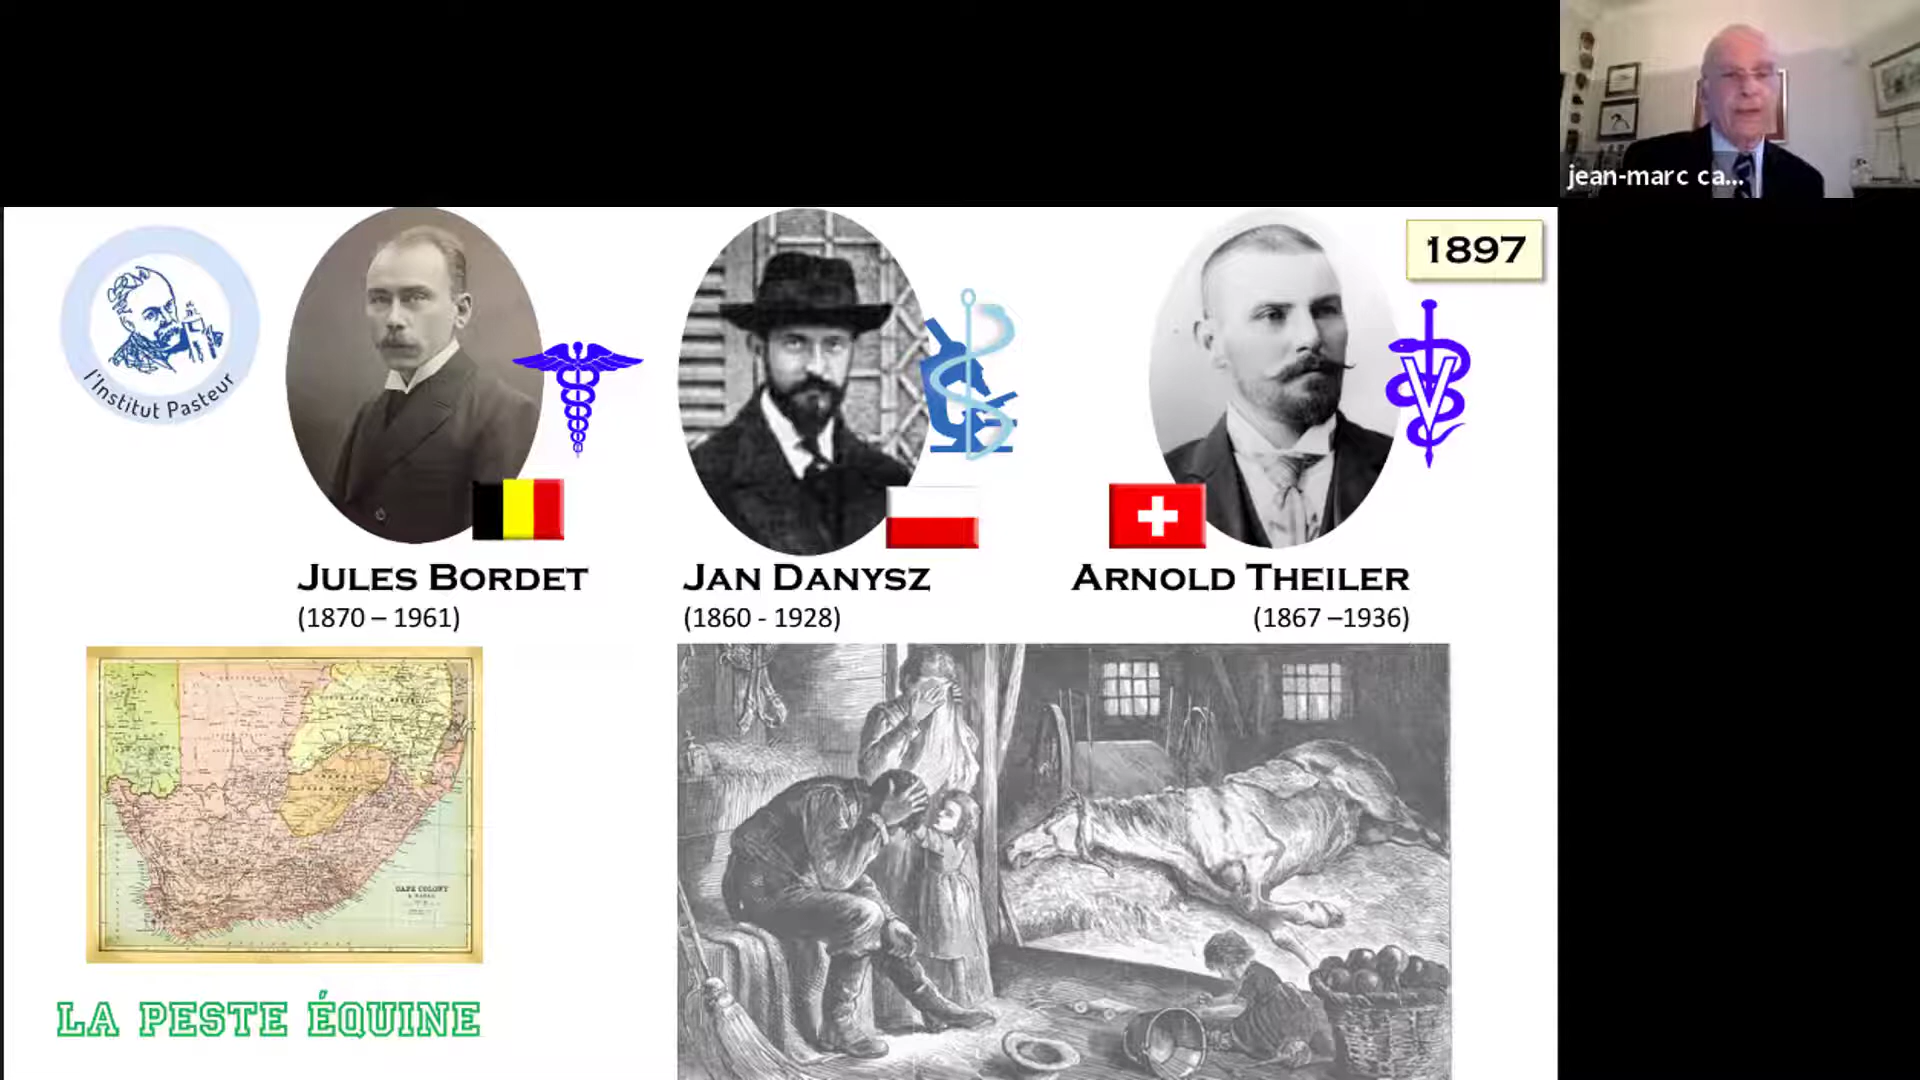 jean-marc ca...
l'Institut Pasteur
1897
JULES BORDET
(1870 – 1961)
JAN DANYSZ
(1860 - 1928)
ARNOLD THEILER
(1867 –1936)
CAPE COLONY
LA PESTE ÉQUINE